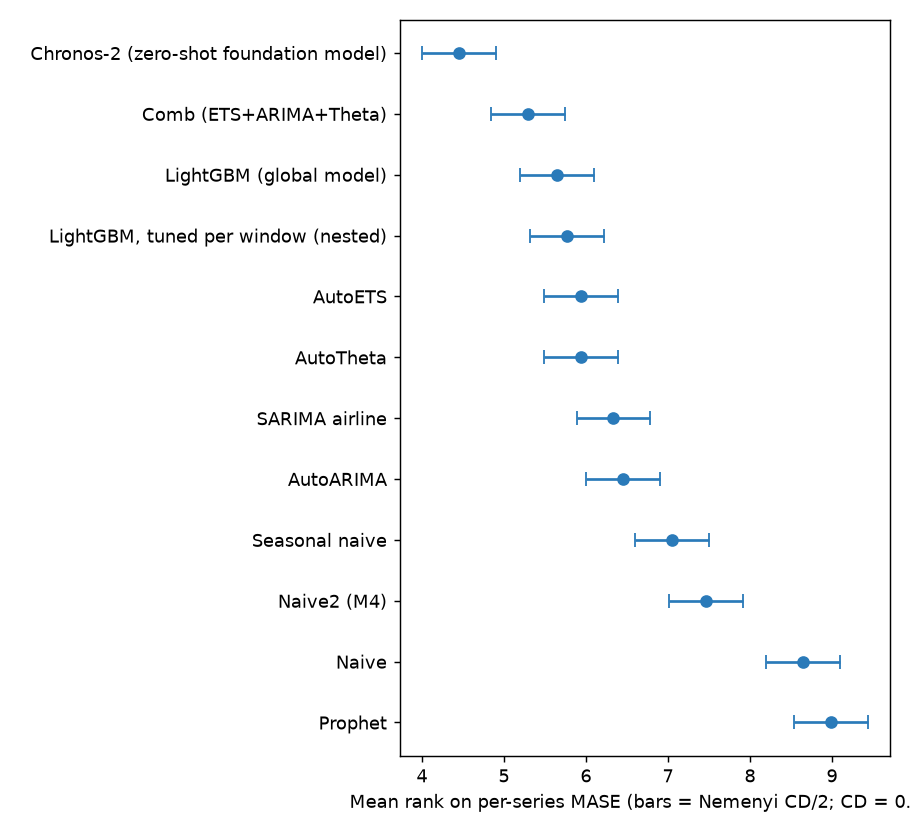 Chronos-2 (zero-shot foundation model)
Comb (ETS+ARIMA+Theta)
LightGBM (global model)
LightGBM, tuned per window (nested)
AutoETS
AutoTheta
SARIMA airline
AutoARIMA
Seasonal naive
Naive2 (M4)
Naive
Prophet
4 5 6 7 8 9
Mean rank on per-series MASE (bars = Nemenyi CD/2; CD = 0.